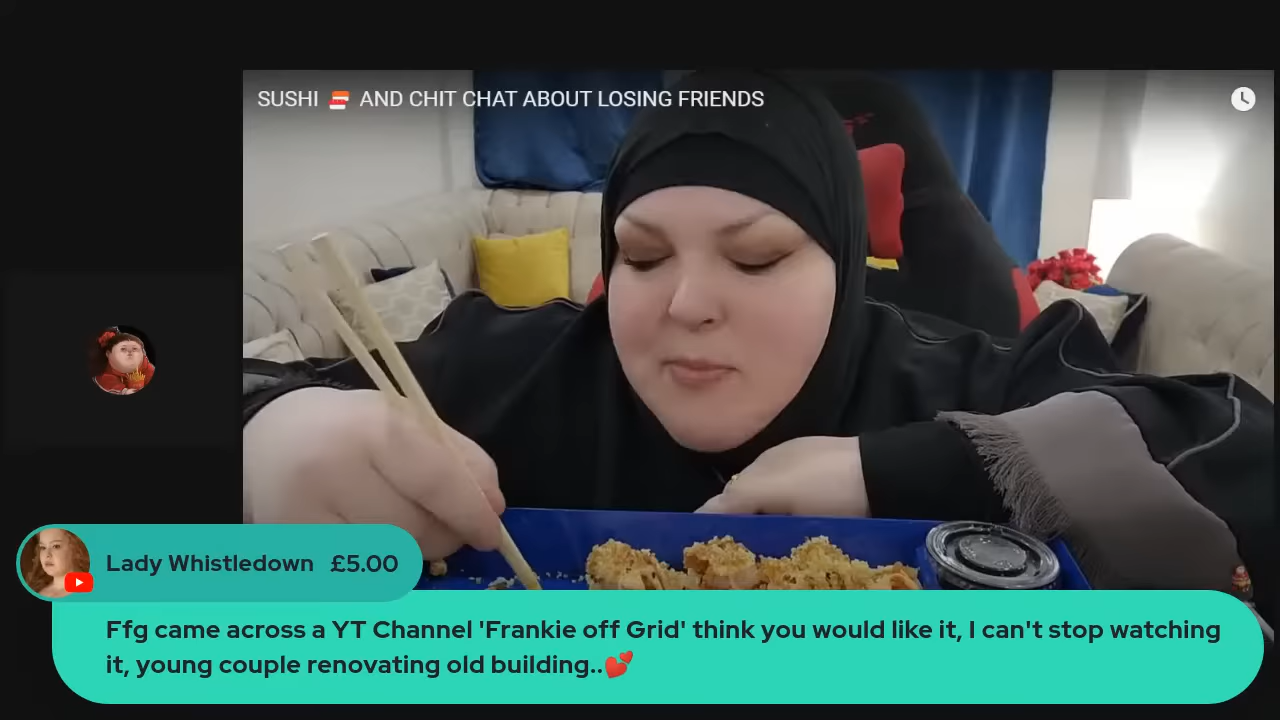 SUSHI 🍣 AND CHIT CHAT ABOUT LOSING FRIENDS
Lady Whistledown £5.00
Ffg came across a YT Channel 'Frankie off Grid' think you would like it, I can't stop watching
it, young couple renovating old building..💕